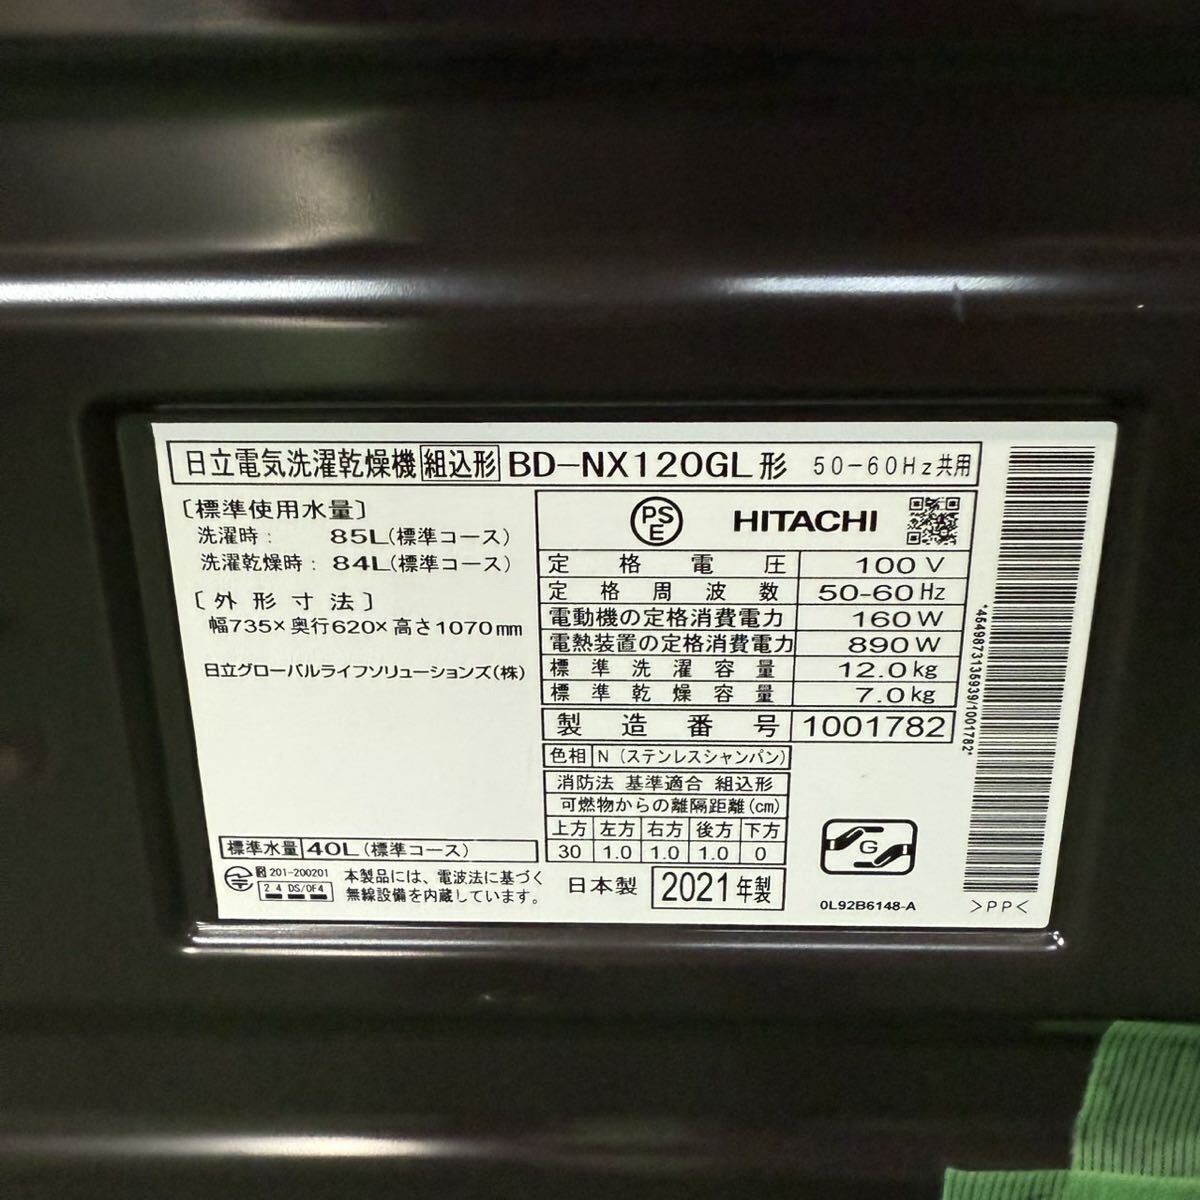 日立電気洗濯乾燥機 組込形 BD-NX120GL形 50-60Hz共用
〔標準使用水量〕
洗濯時： 85L(標準コース)
洗濯乾燥時： 84L(標準コース)
〔外形寸法〕
幅735×奥行620×高さ1070mm
日立グローバルライフソリューションズ(株)
PSE HITACHI
定格電圧 100V
定格周波数 50-60Hz
電動機の定格消費電力 160W
電熱装置の定格消費電力 890W
標準洗濯容量 12.0kg
標準乾燥容量 7.0kg
製造番号 1001782
色相 N (ステンレスシャンパン)
消防法 基準適合 組込形
可燃物からの離隔距離(cm)
上方 左方 右方 後方 下方
30 1.0 1.0 1.0 0
標準水量 40L(標準コース)
R 201-200201
2.4 DS/OF4
本製品には、電波法に基づく
無線設備を内蔵しています。
日本製 2021年製
G
0L92B6148-A
>PP<
*4549873135939/1001782*